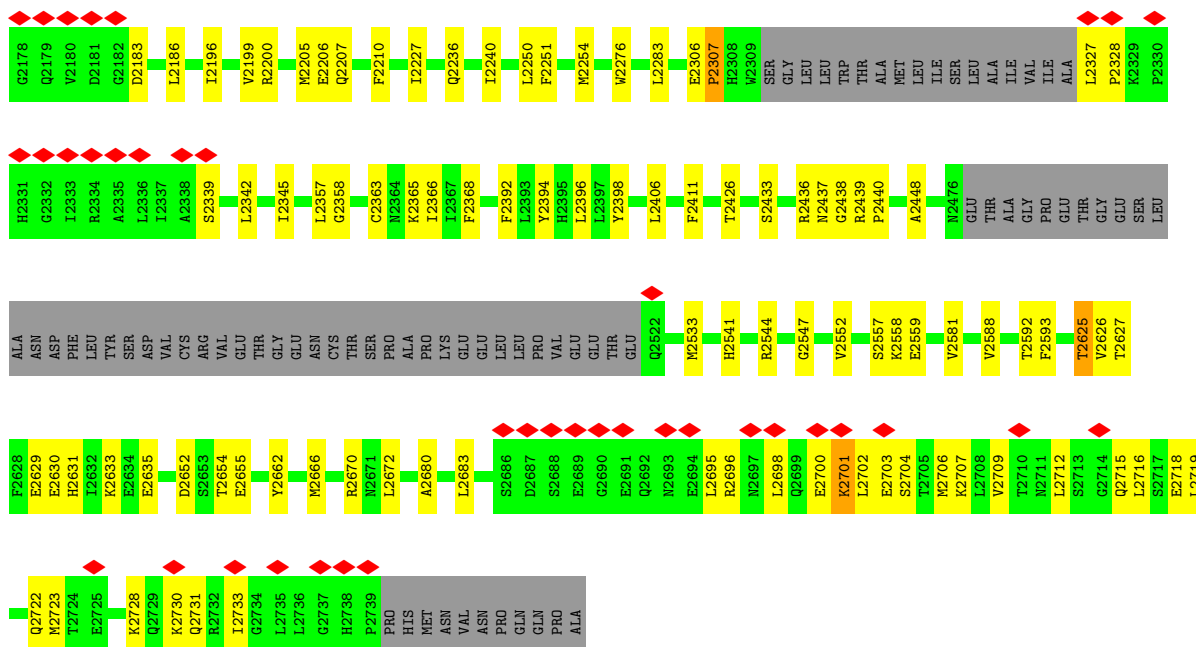 G2178 Q2179 V2180 D2181 G2182 D2183 L2186 I2196 V2199 R2200 M2205 E2206 Q2207 F2210 I2227 Q2236 I2240 L2250 F2251 M2254 W2276 L2283 E2306 P2307 H2308 W2309 SER GLY LEU LEU TRP THR ALA MET LEU ILE SER LEU ALA ILE VAL ILE ALA L2327 P2328 K2329 P2330
H2331 G2332 I2333 R2334 A2335 L2336 I2337 A2338 S2339 L2342 I2345 L2357 G2358 C2363 N2364 K2365 I2366 I2367 F2368 F2392 L2393 Y2394 H2395 L2396 L2397 Y2398 L2406 F2411 T2426 S2433 R2436 N2437 G2438 R2439 P2440 A2448 N2476 GLU THR ALA GLY PRO GLU THR GLY GLU SER LEU
ALA ASN ASP PHE LEU TYR SER ASP VAL CYS ARG VAL GLU THR GLY GLU ASN CYS THR SER PRO ALA PRO LYS GLU GLU LEU LEU PRO VAL GLU GLU THR GLU Q2522 M2533 H2541 R2544 G2547 V2552 S2557 K2558 E2559 V2581 V2588 T2592 F2593 T2625 V2626 T2627
F2628 E2629 E2630 H2631 I2632 K2633 E2634 E2635 D2652 S2653 T2654 E2655 Y2662 M2666 R2670 N2671 L2672 A2680 L2683 S2686 D2687 S2688 E2689 G2690 E2691 Q2692 N2693 E2694 L2695 R2696 N2697 L2698 Q2699 E2700 K2701 L2702 E2703 S2704 T2705 M2706 K2707 L2708 V2709 T2710 N2711 L2712 S2713 G2714 Q2715 L2716 S2717 E2718 L2719
Q2722 M2723 T2724 E2725 K2728 Q2729 K2730 Q2731 R2732 I2733 G2734 L2735 L2736 G2737 H2738 P2739 PRO HIS MET ASN VAL ASN PRO GLN GLN PRO ALA